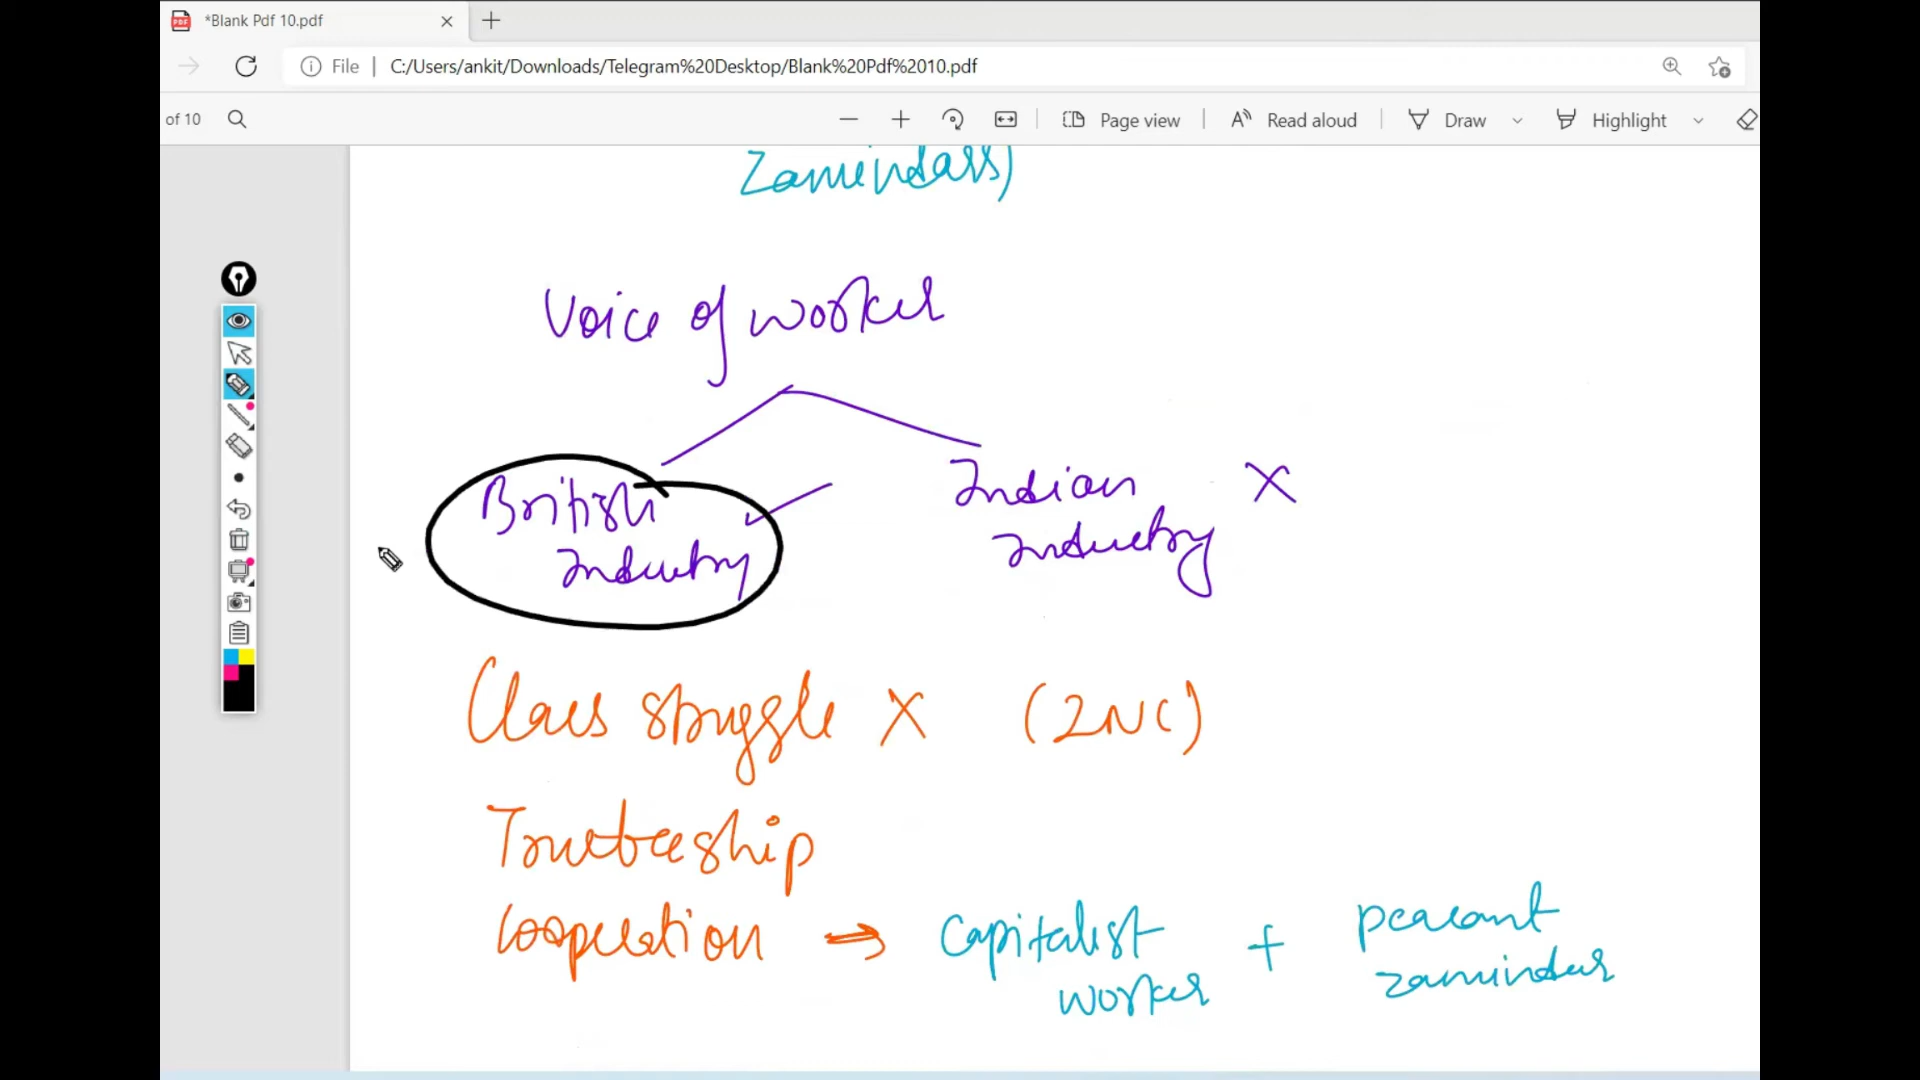 *Blank Pdf 10.pdf
File | C:/Users/ankit/Downloads/Telegram%20Desktop/Blank%20Pdf%2010.pdf
of 10 Page view Read aloud Draw Highlight
Zamindars)
Voice of worker
British Industry
Indian Industry X
Class struggle X (INC)
Trusteeship
Cooperation → Capitalist worker + peasant zamindar